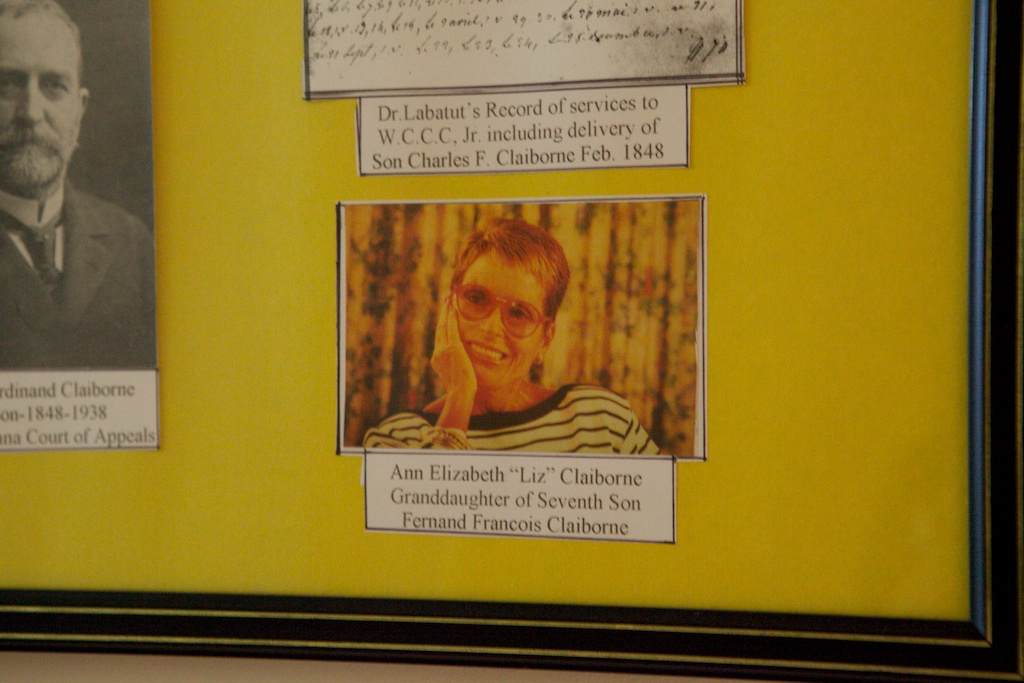 Dr.Labatut's Record of services to
W.C.C.C, Jr. including delivery of
Son Charles F. Claiborne Feb. 1848
rdinand Claiborne
on-1848-1938
na Court of Appeals
Ann Elizabeth "Liz" Claiborne
Granddaughter of Seventh Son
Fernand Francois Claiborne